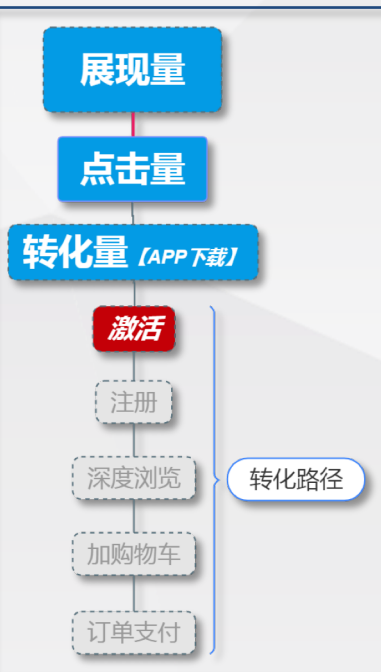 展现量
点击量
转化量【APP下载】
激活
注册
深度浏览
转化路径
加购物车
订单支付